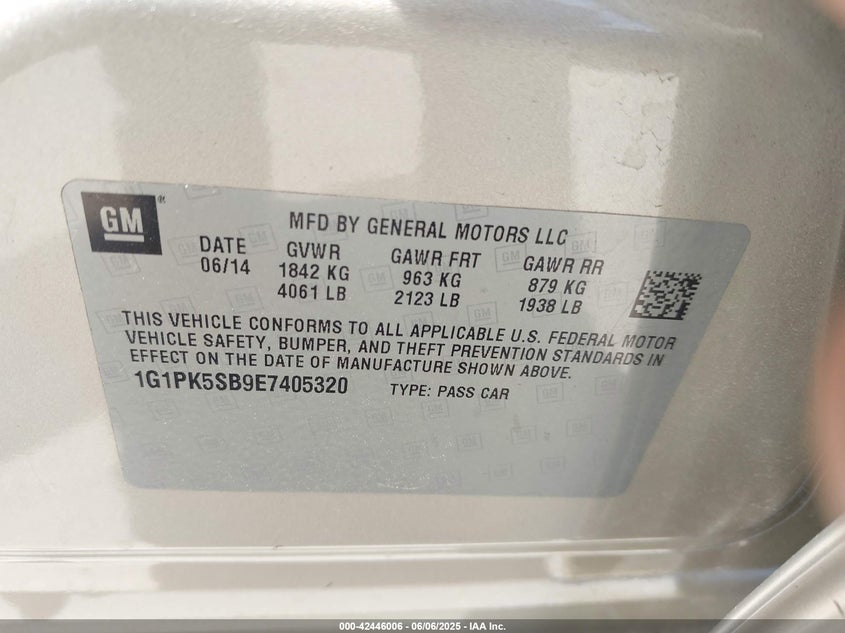 GM ®
MFD BY GENERAL MOTORS LLC
DATE GVWR GAWR FRT GAWR RR
06/14 1842 KG 963 KG 879 KG
4061 LB 2123 LB 1938 LB
THIS VEHICLE CONFORMS TO ALL APPLICABLE U.S. FEDERAL MOTOR
VEHICLE SAFETY, BUMPER, AND THEFT PREVENTION STANDARDS IN
EFFECT ON THE DATE OF MANUFACTURE SHOWN ABOVE.
1G1PK5SB9E7405320 TYPE: PASS CAR
000-42446006 - 06/06/2025 - IAA Inc.